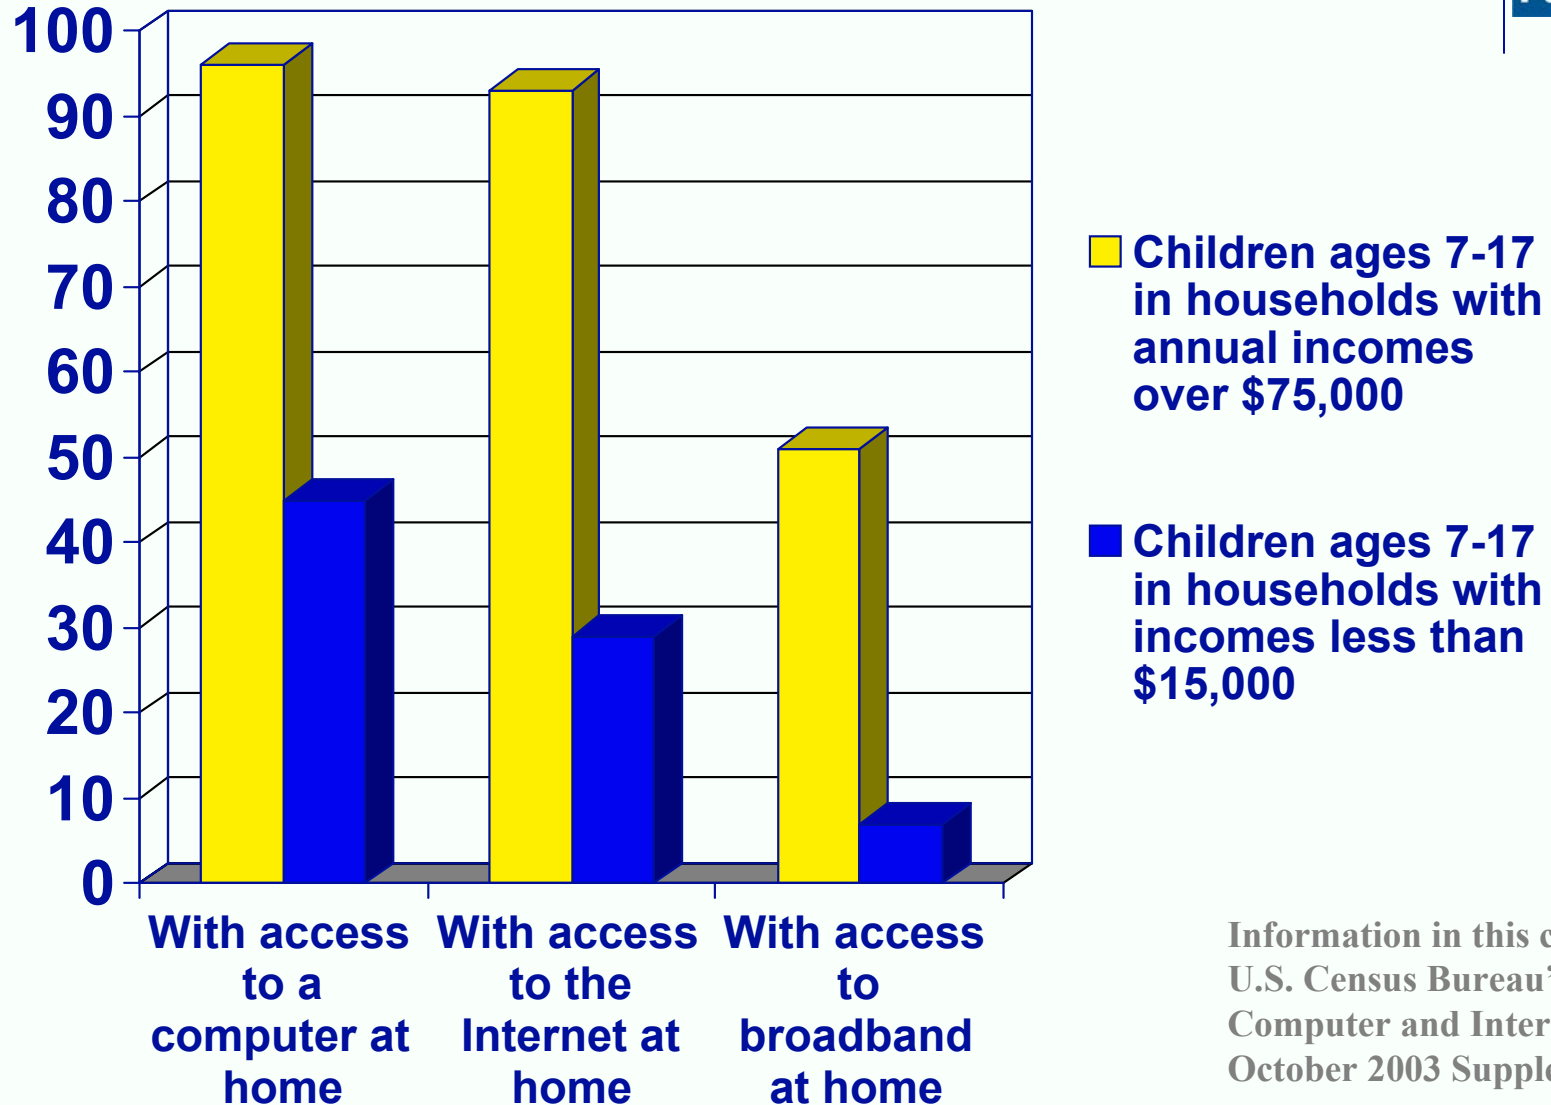 100
90
80
70
60
50
40
30
20
10
0
With access
to a
computer at
home
With access
to the
Internet at
home
With access
to
broadband
at home
Children ages 7-17
in households with
annual incomes
over $75,000
Children ages 7-17
in households with
incomes less than
$15,000
Information in this
U.S. Census Bureau’
Computer and
October 2003